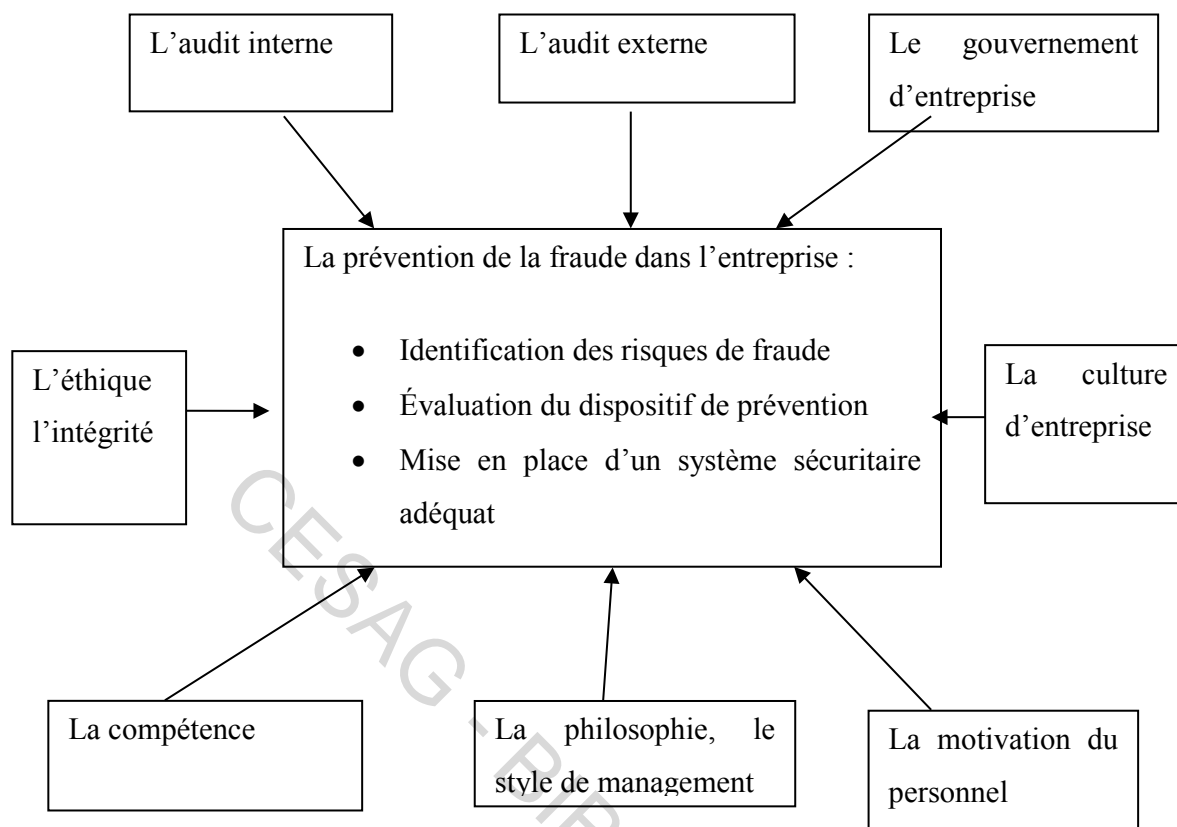 L’audit interne
L’audit externe
Le gouvernement
d’entreprise
La prévention de la fraude dans l’entreprise :
• Identification des risques de fraude
• Évaluation du dispositif de prévention
• Mise en place d’un système sécuritaire
adéquat
L’éthique
l’intégrité
La culture
d’entreprise
La compétence
La philosophie, le
style de management
La motivation du
personnel
CESAG - BIB